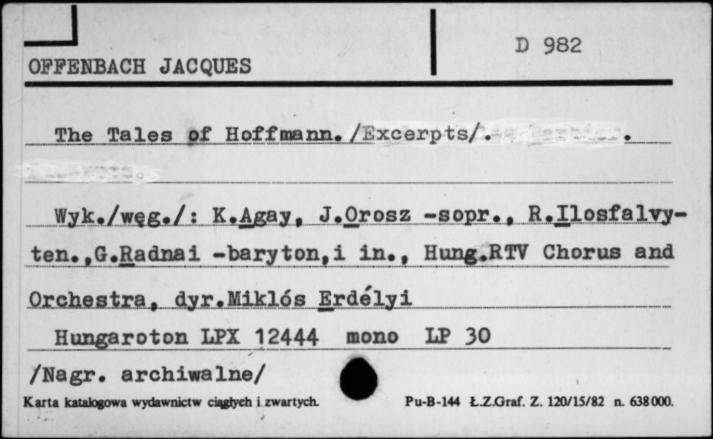 D 982
OFFENBACH JACQUES
The Tales of Hoffmann. /Excerpts/.
Wyk./węg./: K.Agay, J.Orosz -sopr., R.Ilosfalvy-
ten.,G.Radnai -baryton,i in., Hung.RTV Chorus and
Orchestra, dyr.Miklós Erdélyi
Hungaroton LPX 12444 mono LP 30
/Nagr. archiwalne/
Karta katalogowa wydawnictw ciągłych i zwartych. Pu-B-144 Ł.Z.Graf. Z. 120/15/82 n. 638000.